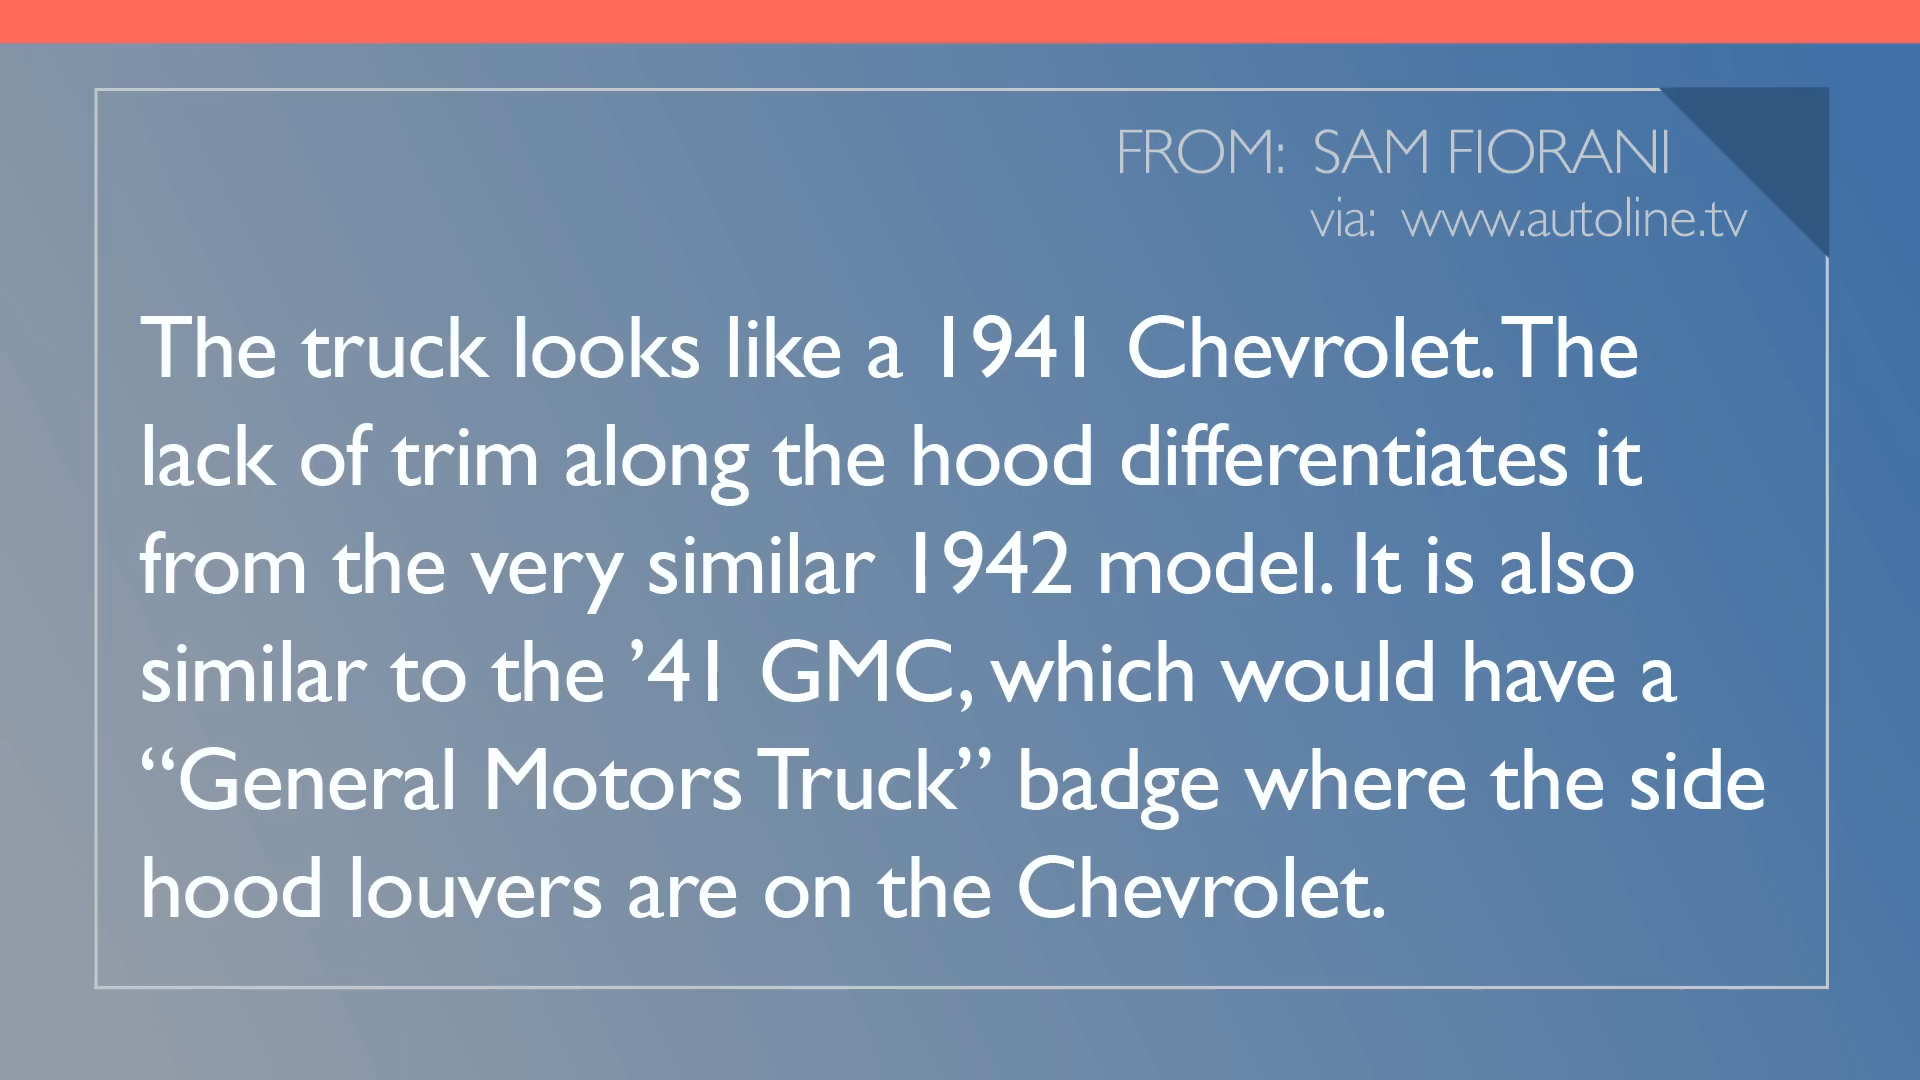 FROM: SAM FIORANI
via: www.autoline.tv
The truck looks like a 1941 Chevrolet. The
lack of trim along the hood differentiates it
from the very similar 1942 model. It is also
similar to the ’41 GMC, which would have a
“General Motors Truck” badge where the side
hood louvers are on the Chevrolet.